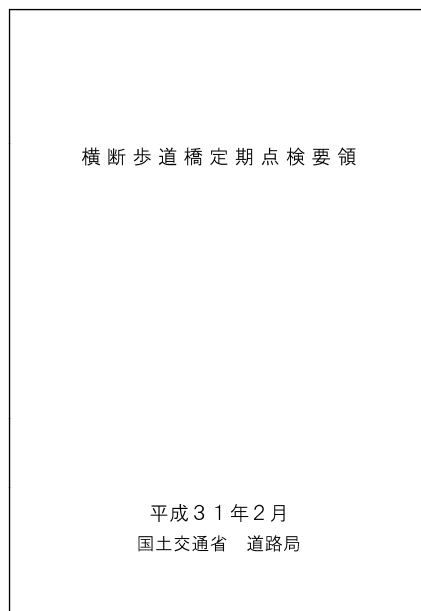 横断歩道橋定期点検要領
平成３１年２月
国土交通省　道路局